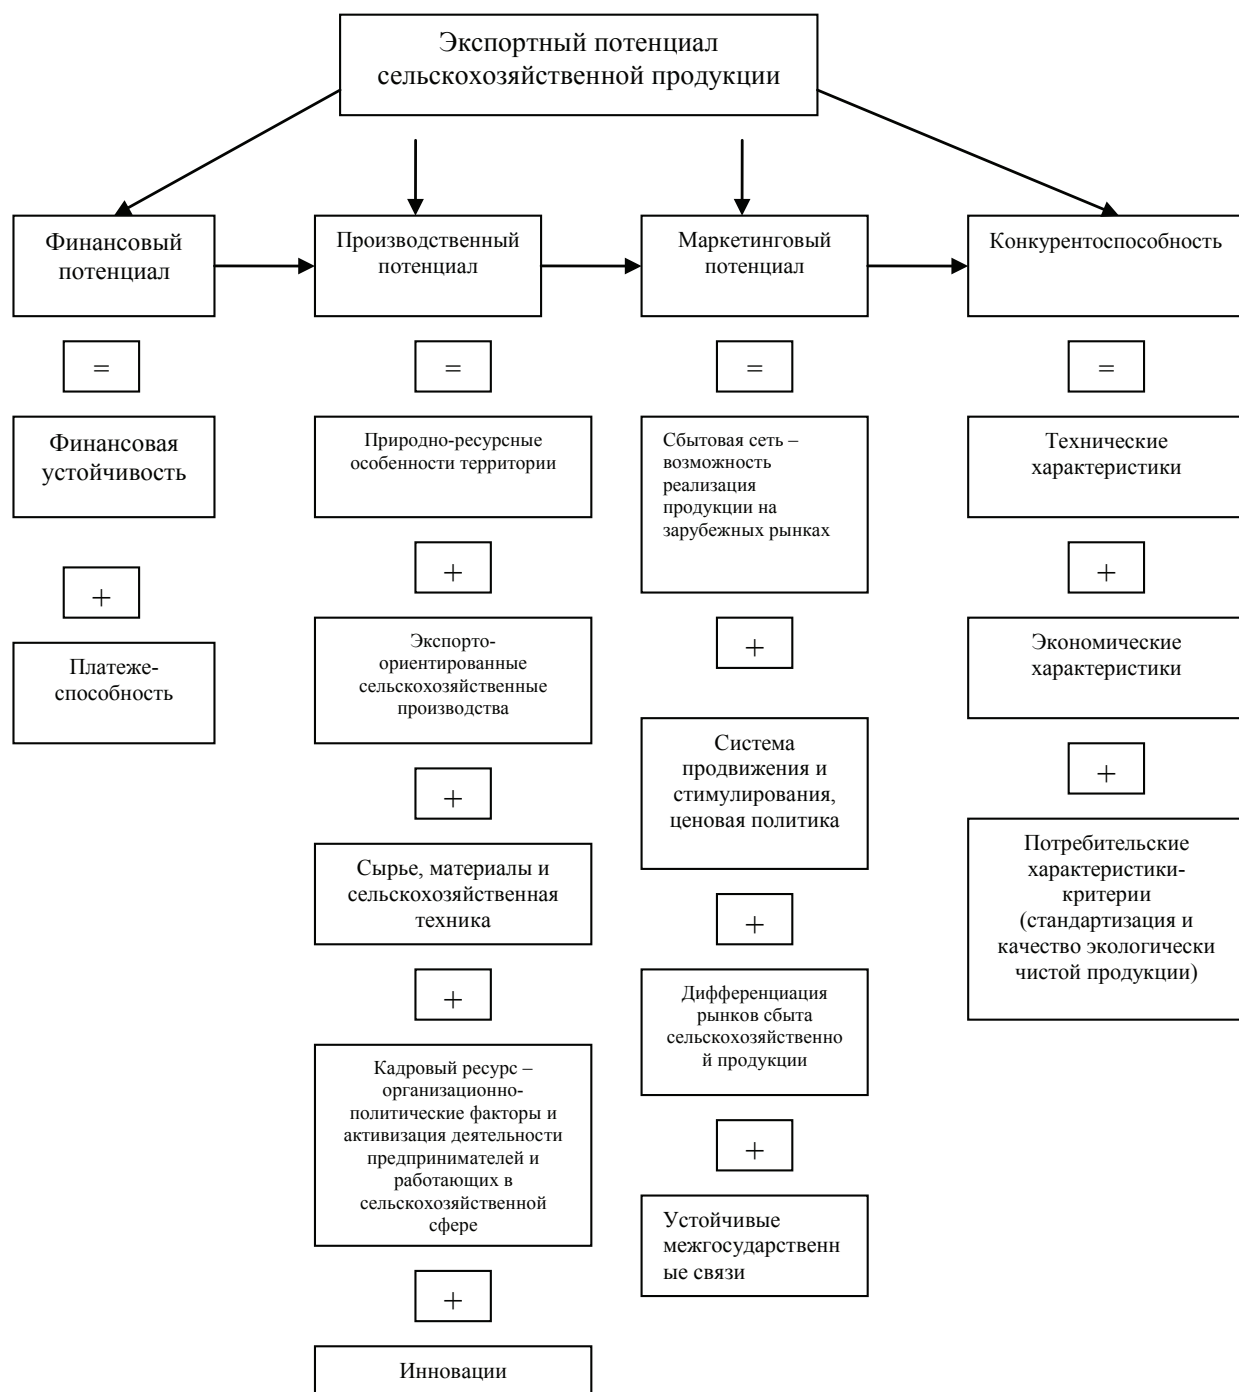 Экспортный потенциал
сельскохозяйственной продукции
Финансовый
потенциал
Производственный
потенциал
Маркетинговый
потенциал
Конкурентоспособность
=
=
=
=
Финансовая
устойчивость
+
Платеже-
способность
Природно-ресурсные
особенности территории
+
Экспорто-
ориентированные
сельскохозяйственные
производства
+
Сырье, материалы и
сельскохозяйственная
техника
+
Кадровый ресурс –
организационно-
политические факторы и
активизация деятельности
предпринимателей и
работающих в
сельскохозяйственной
сфере
+
Инновации
Сбытовая сеть –
возможность
реализация
продукции на
зарубежных рынках
+
Система
продвижения и
стимулирования,
ценовая политика
+
Дифференциация
рынков сбыта
сельскохозяйственно
й продукции
+
Устойчивые
межгосударственн
ые связи
Технические
характеристики
+
Экономические
характеристики
+
Потребительские
характеристики-
критерии
(стандартизация и
качество экологически
чистой продукции)